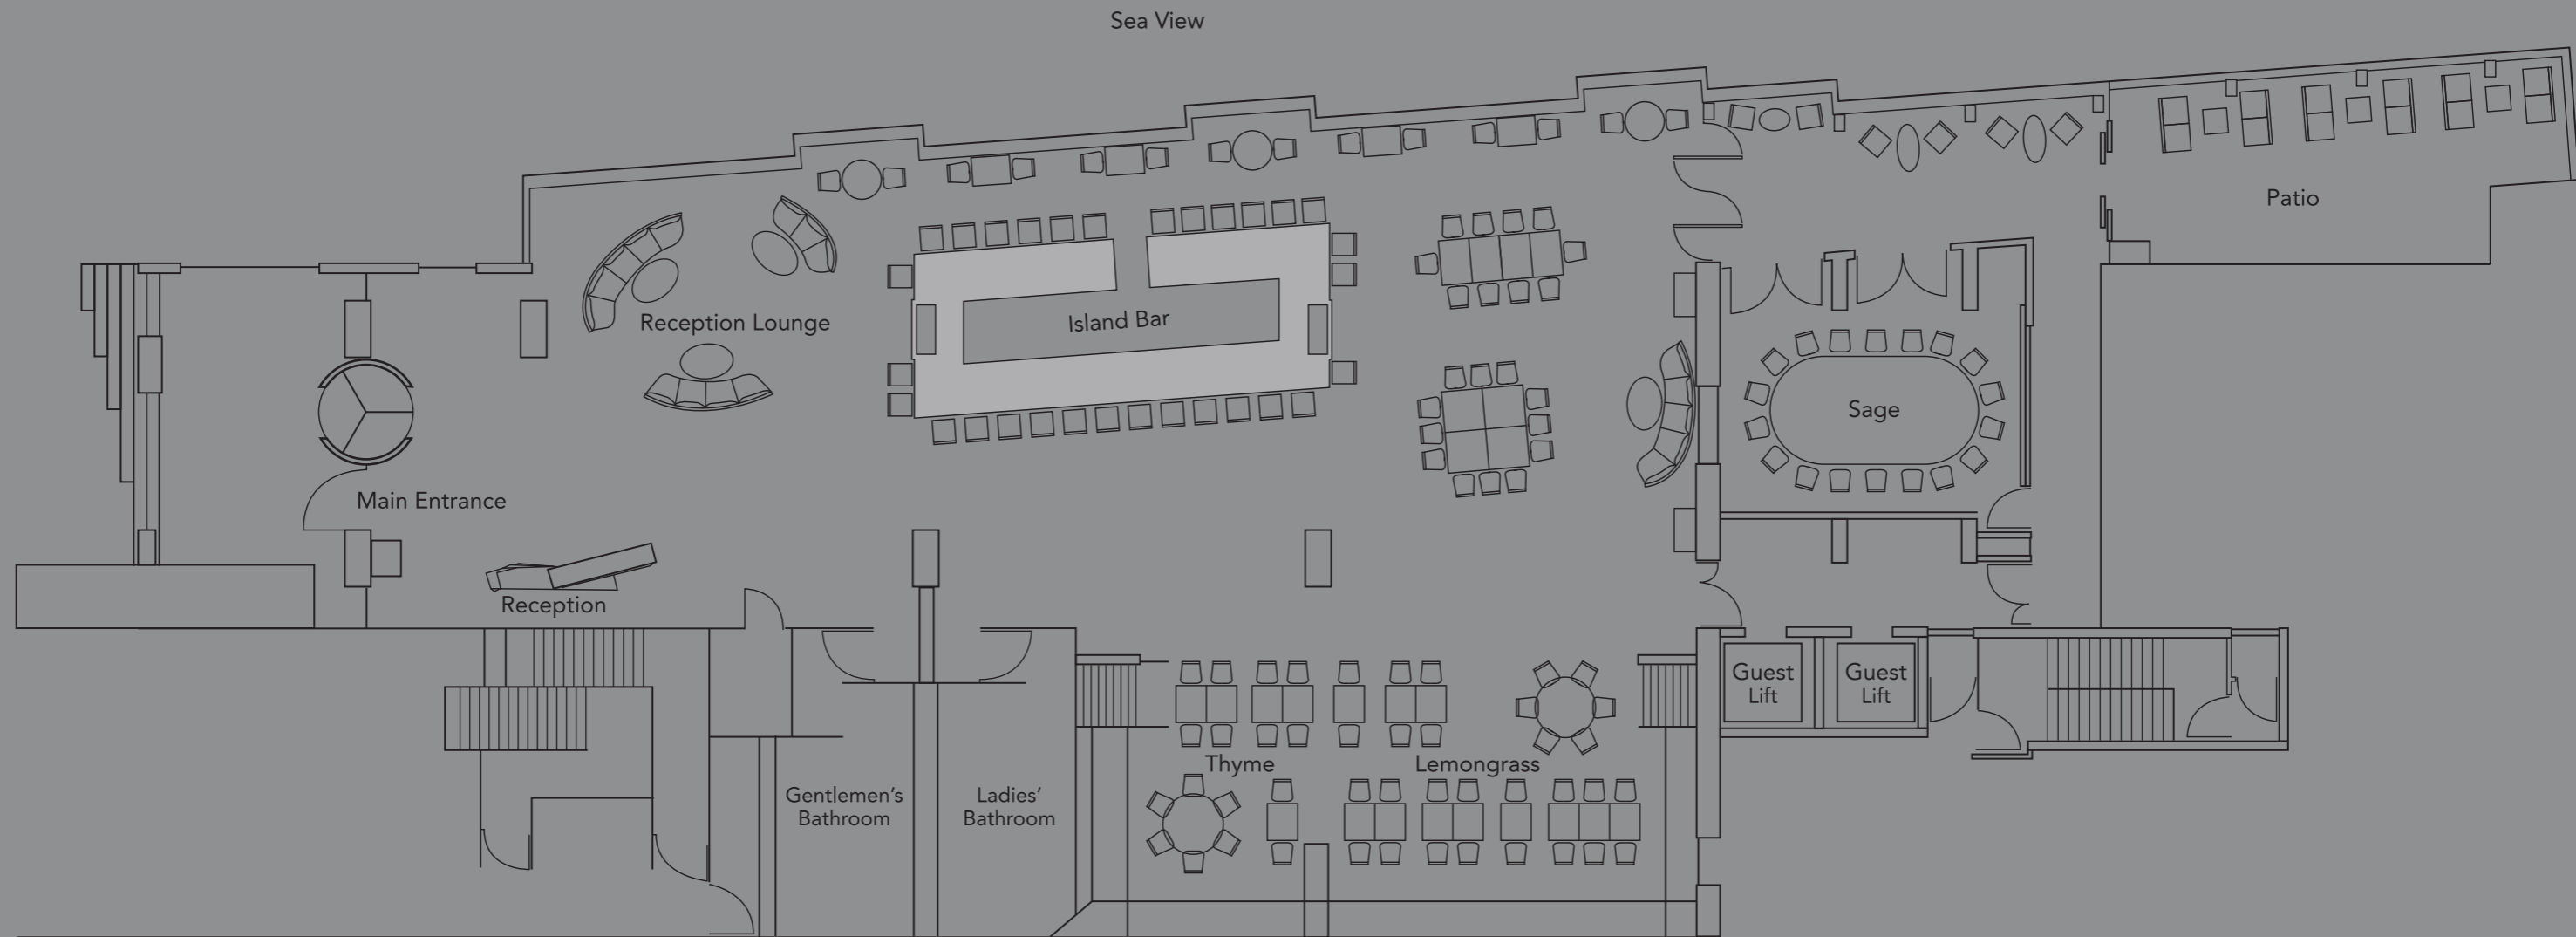 Sea View
Patio
Reception Lounge
Island Bar
Sage
Main Entrance
Reception
Guest
Lift
Guest
Lift
Thyme
Lemongrass
Gentlemen’s
Bathroom
Ladies’
Bathroom